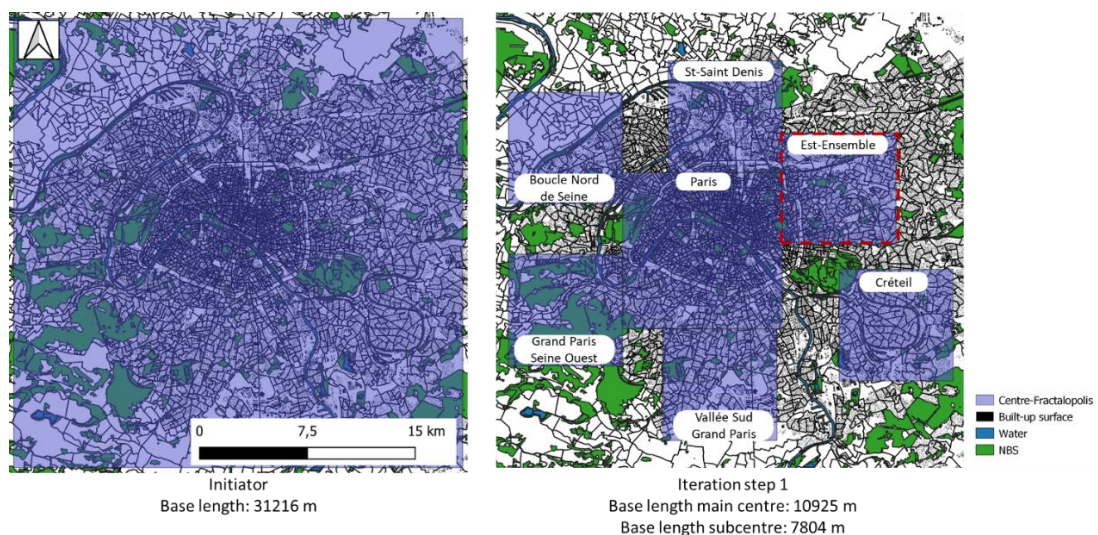 St-Saint Denis
Est-Ensemble
Boucle Nord
de Seine
Paris
Créteil
Grand Paris
Seine Ouest
Vallée Sud
Grand Paris
0
7,5
15 km
Centre-Fractalopolis
Built-up surface
Water
NBS
Initiator
Base length: 31216 m
Iteration step 1
Base length main centre: 10925 m
Base length subcentre: 7804 m